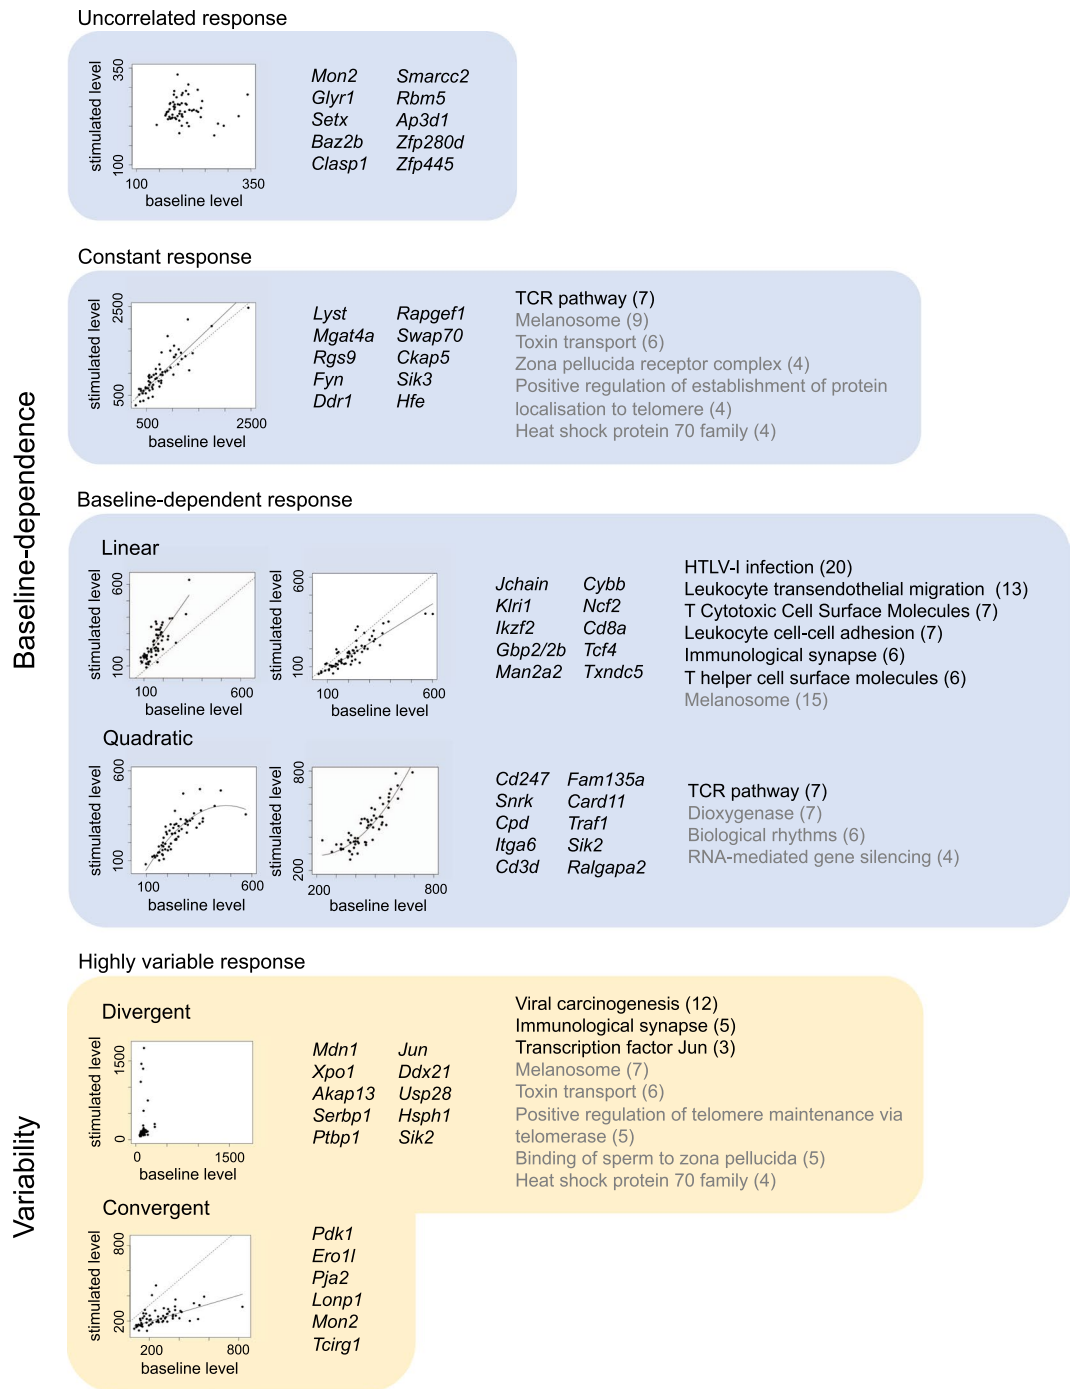 Uncorrelated response
stimulated level
350
100
100 350
baseline level
Mon2 Smarcc2
Glyr1 Rbm5
Setx Ap3d1
Baz2b Zfp280d
Clasp1 Zfp445
Baseline-dependence
Constant response
stimulated level
2500
500
500 2500
baseline level
Lyst Rapgef1
Mgat4a Swap70
Rgs9 Ckap5
Fyn Sik3
Ddr1 Hfe
TCR pathway (7)
Melanosome (9)
Toxin transport (6)
Zona pellucida receptor complex (4)
Positive regulation of establishment of protein
localisation to telomere (4)
Heat shock protein 70 family (4)
Baseline-dependent response
Linear
stimulated level
600
100
100 600
baseline level
stimulated level
600
100
100 600
baseline level
Jchain Cybb
Klri1 Ncf2
Ikzf2 Cd8a
Gbp2/2b Tcf4
Man2a2 Txndc5
HTLV-I infection (20)
Leukocyte transendothelial migration (13)
T Cytotoxic Cell Surface Molecules (7)
Leukocyte cell-cell adhesion (7)
Immunological synapse (6)
T helper cell surface molecules (6)
Melanosome (15)
Quadratic
stimulated level
600
100
100 600
baseline level
stimulated level
800
200
200 800
baseline level
Cd247 Fam135a
Snrk Card11
Cpd Traf1
Itga6 Sik2
Cd3d Ralgapa2
TCR pathway (7)
Dioxygenase (7)
Biological rhythms (6)
RNA-mediated gene silencing (4)
Variability
Highly variable response
Divergent
stimulated level
1500
0
0 1500
baseline level
Mdn1 Jun
Xpo1 Ddx21
Akap13 Usp28
Serbp1 Hsph1
Ptbp1 Sik2
Viral carcinogenesis (12)
Immunological synapse (5)
Transcription factor Jun (3)
Melanosome (7)
Toxin transport (6)
Positive regulation of telomere maintenance via
telomerase (5)
Binding of sperm to zona pellucida (5)
Heat shock protein 70 family (4)
Convergent
stimulated level
800
200
200 800
baseline level
Pdk1
Ero1l
Pja2
Lonp1
Mon2
Tcirg1